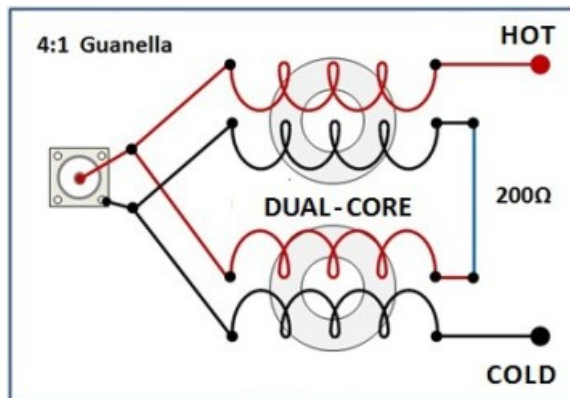 4:1 Guanella
HOT
200Ω
DUAL-CORE
COLD